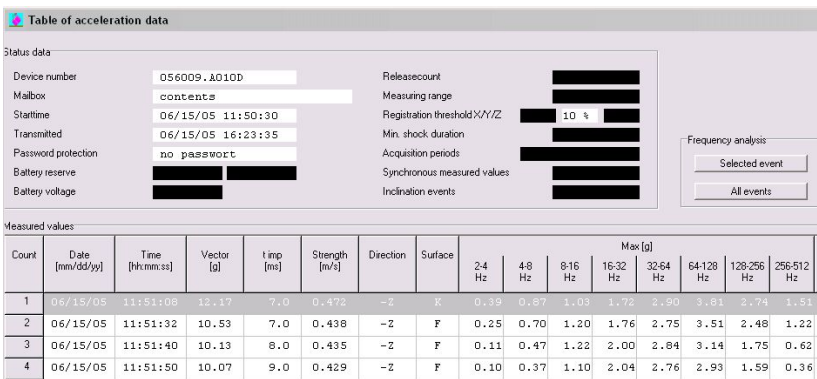 Table of acceleration data
Status data
Device number 056009.A010D Releasecount
Mailbox contents Measuring range
Starttime 06/15/05 11:50:30 Registration threshold X/Y/Z 10 %
Transmitted 06/15/05 16:23:35 Min. shock duration
Password protection no passwort Acquisition periods
Battery reserve Synchronous measured values
Battery voltage Inclination events
Frequency analysis
Selected event
All events
Measured values
Count Date [mm/dd/yy] Time [hh:mm:ss] Vector [g] t imp [ms] Strength [m/s] Direction Surface Max [g]
2-4 Hz 4-8 Hz 8-16 Hz 16-32 Hz 32-64 Hz 64-128 Hz 128-256 Hz 256-512 Hz
1 06/15/05 11:51:08 12.17 7.0 0.472 -Z K 0.39 0.87 1.03 1.72 2.90 3.81 2.74 1.51
2 06/15/05 11:51:32 10.53 7.0 0.438 -Z F 0.25 0.70 1.20 1.76 2.75 3.51 2.48 1.22
3 06/15/05 11:51:40 10.13 8.0 0.435 -Z F 0.11 0.47 1.22 2.00 2.84 3.14 1.75 0.62
4 06/15/05 11:51:50 10.07 9.0 0.429 -Z F 0.10 0.37 1.10 2.04 2.76 2.93 1.59 0.36